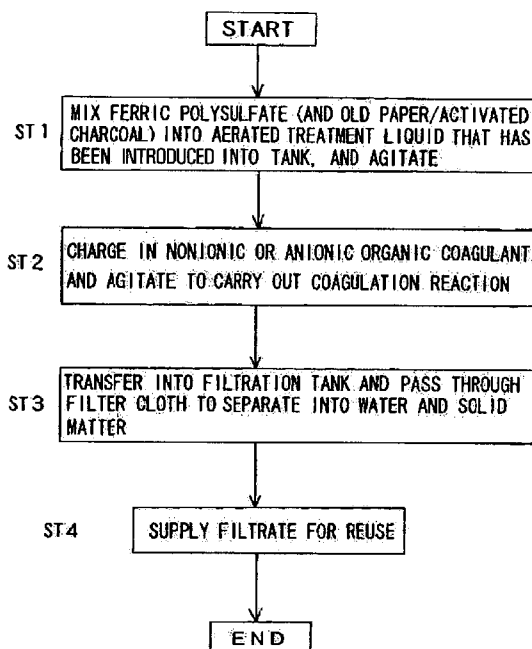 START
ST1
MIX FERRIC POLYSULFATE (AND OLD PAPER/ACTIVATED
CHARCOAL) INTO AERATED TREATMENT LIQUID THAT HAS
BEEN INTRODUCED INTO TANK, AND AGITATE
ST2
CHARGE IN NONIONIC OR ANIONIC ORGANIC COAGULANT
AND AGITATE TO CARRY OUT COAGULATION REACTION
ST3
TRANSFER INTO FILTRATION TANK AND PASS THROUGH
FILTER CLOTH TO SEPARATE INTO WATER AND SOLID
MATTER
ST4
SUPPLY FILTRATE FOR REUSE
END